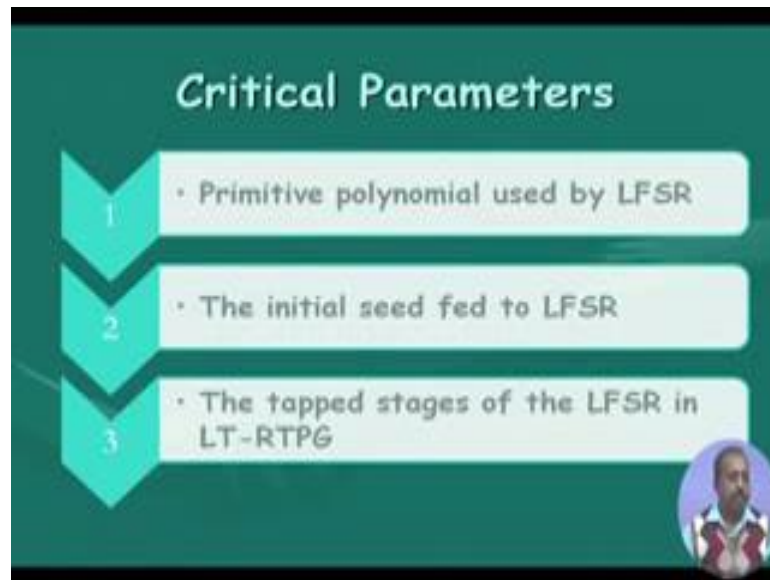 Critical Parameters
1
· Primitive polynomial used by LFSR
2
· The initial seed fed to LFSR
3
· The tapped stages of the LFSR in
LT-RTPG